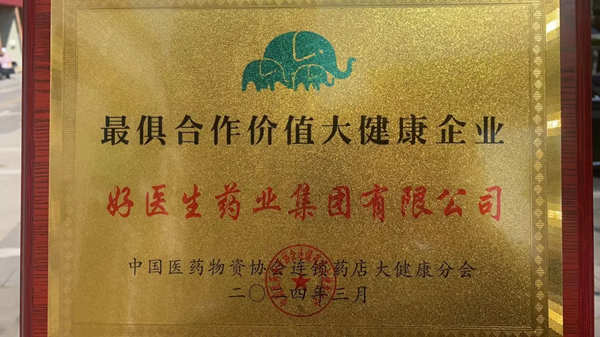 最俱合作价值大健康企业
好医生药业集团有限公司
中国医药物资协会连锁药店大健康分会
二〇二四年三月